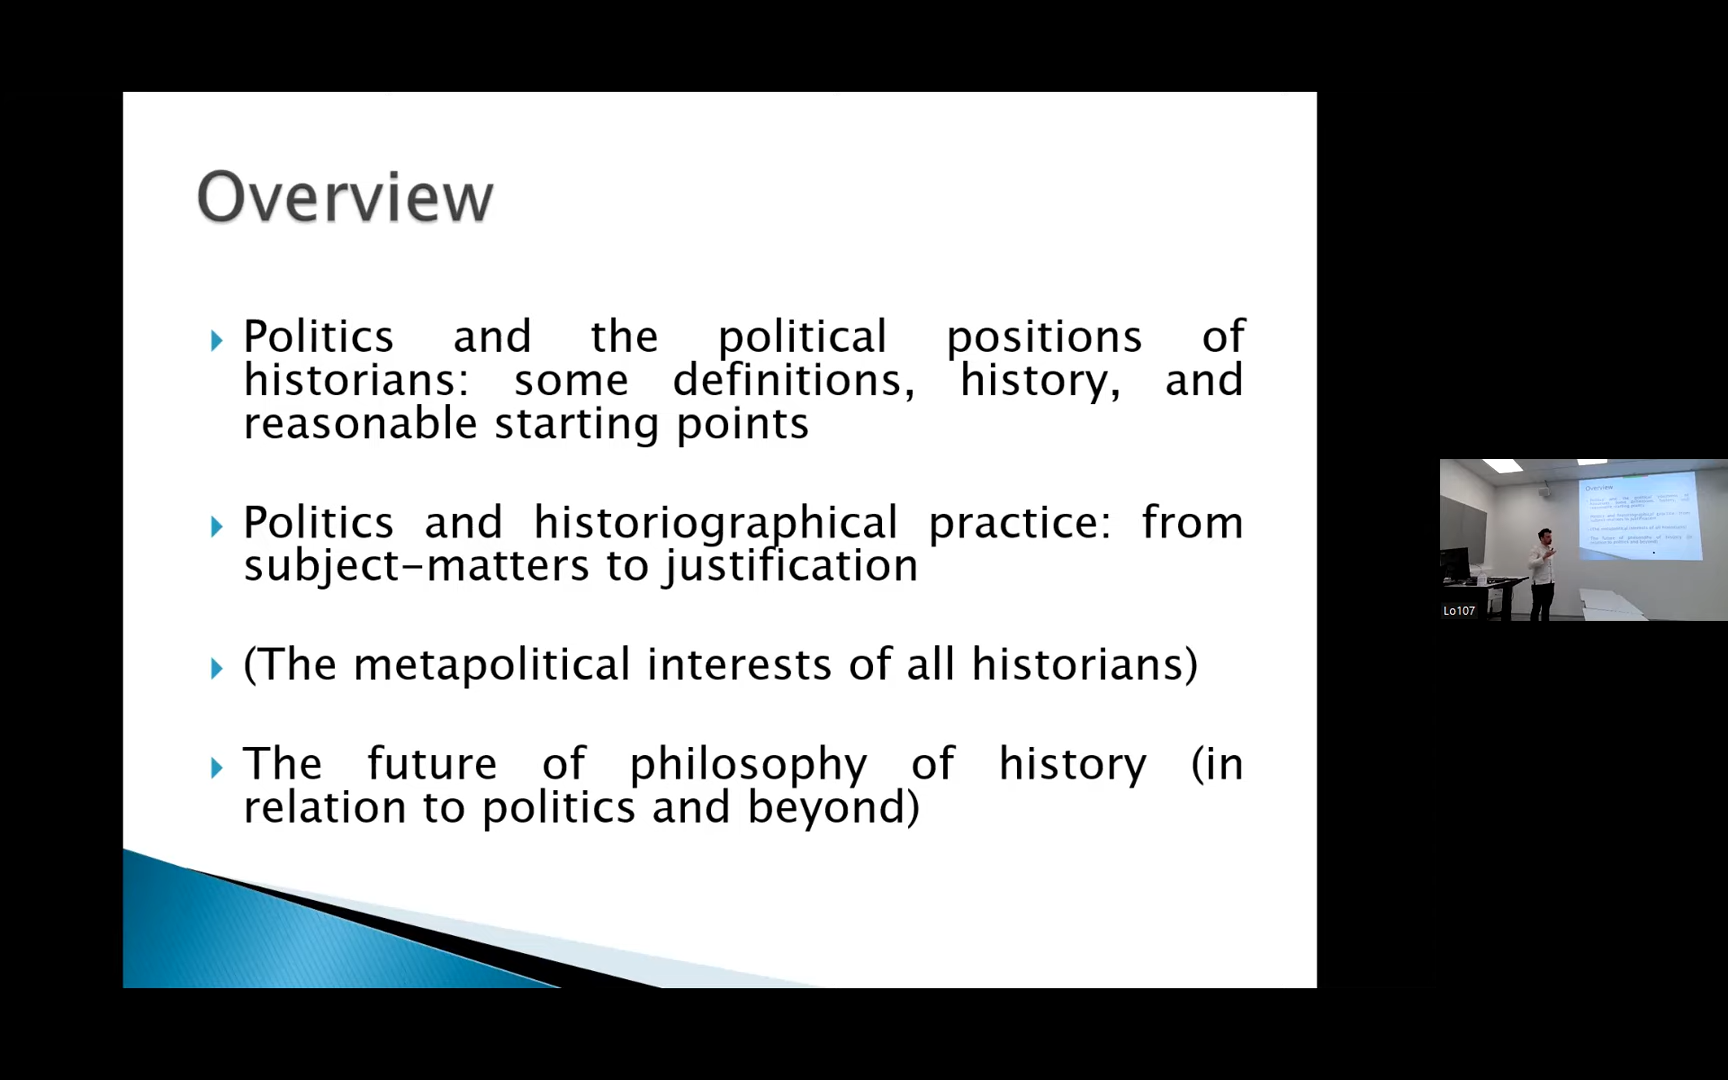 Overview
Politics and the political positions of
historians: some definitions, history, and
reasonable starting points
Politics and historiographical practice: from
subject-matters to justification
(The metapolitical interests of all historians)
The future of philosophy of history (in
relation to politics and beyond)
Overview
Lo107